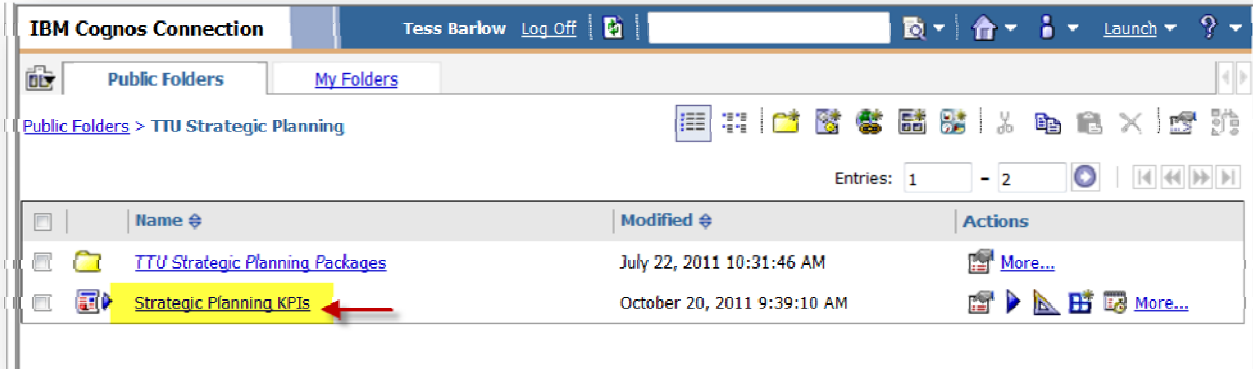 IBM Cognos Connection Tess Barlow Log Off Launch ?
Public Folders My Folders
Public Folders > TTU Strategic Planning
Entries: 1 - 2
Name Modified Actions
TTU Strategic Planning Packages July 22, 2011 10:31:46 AM More...
Strategic Planning KPIs October 20, 2011 9:39:10 AM More...